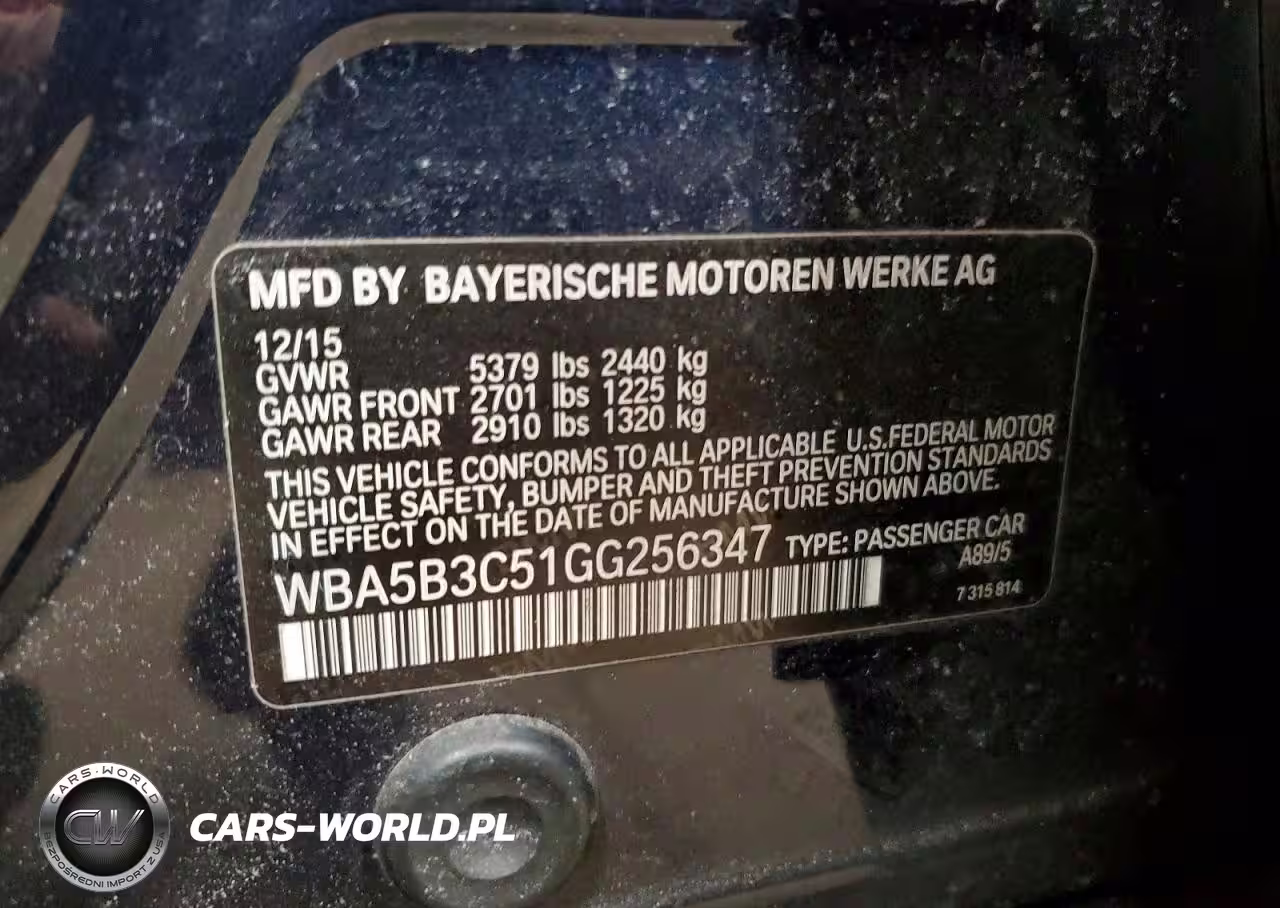 MFD BY BAYERISCHE MOTOREN WERKE AG
12/15
GVWR 5379 lbs 2440 kg
GAWR FRONT 2701 lbs 1225 kg
GAWR REAR 2910 lbs 1320 kg
THIS VEHICLE CONFORMS TO ALL APPLICABLE U.S.FEDERAL MOTOR
VEHICLE SAFETY, BUMPER AND THEFT PREVENTION STANDARDS
IN EFFECT ON THE DATE OF MANUFACTURE SHOWN ABOVE.
WBA5B3C51GG256347 TYPE: PASSENGER CAR
A89/5
7 315 814
CARS-WORLD
CW
BEZPOŚREDNI IMPORT Z USA
CARS-WORLD.PL